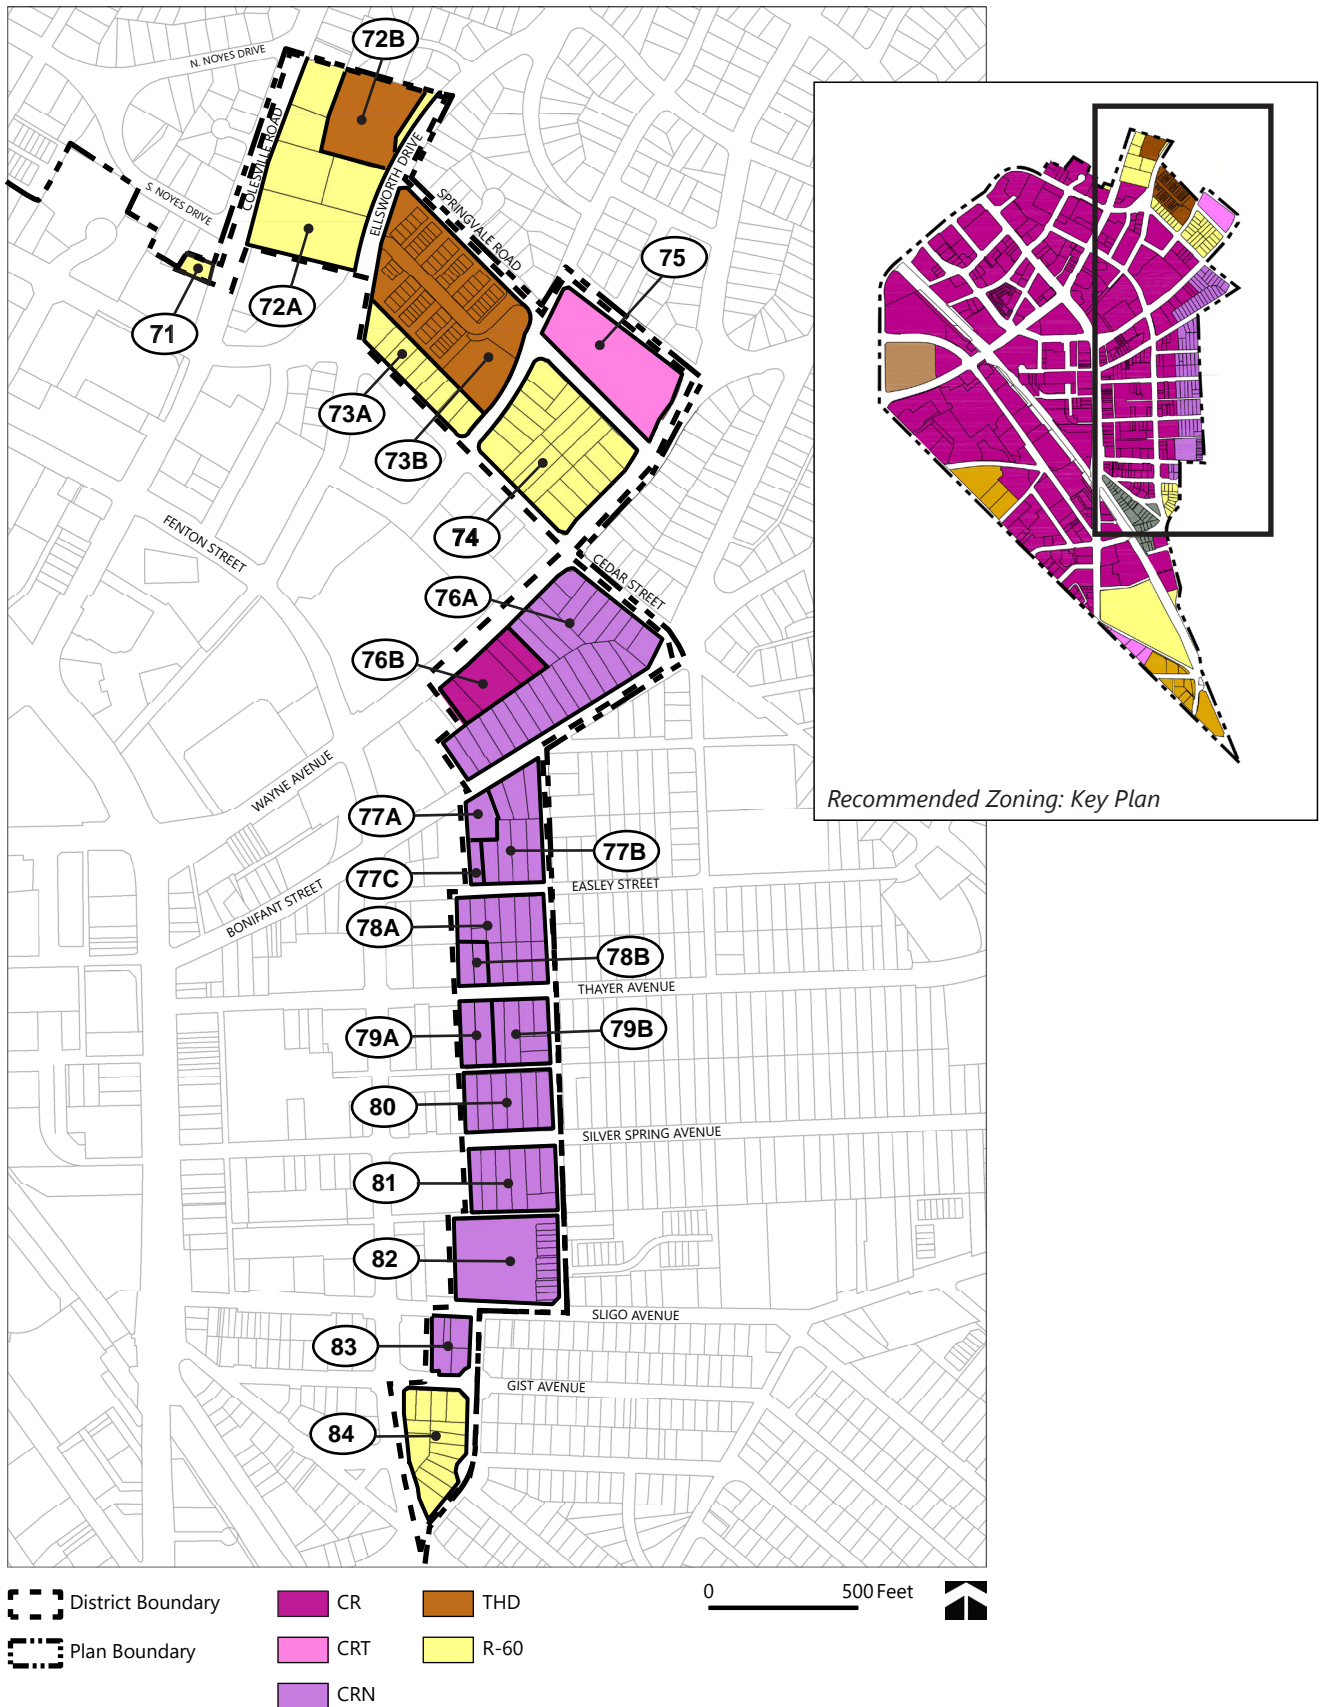 72B
N. NOYES DRIVE
COLESVILLE ROAD
ELLSWORTH DRIVE
S. NOYES DRIVE
SPRINGVALE ROAD
75
71
72A
73A
73B
74
FENTON STREET
CEDAR STREET
76A
76B
WAYNE AVENUE
Recommended Zoning: Key Plan
77A
77B
77C
EASLEY STREET
BONIFANT STREET
78A
78B
THAYER AVENUE
79A
79B
80
SILVER SPRING AVENUE
81
82
SLIGO AVENUE
83
GIST AVENUE
84
District Boundary
Plan Boundary
CR
CRT
CRN
THD
R-60
0 500 Feet